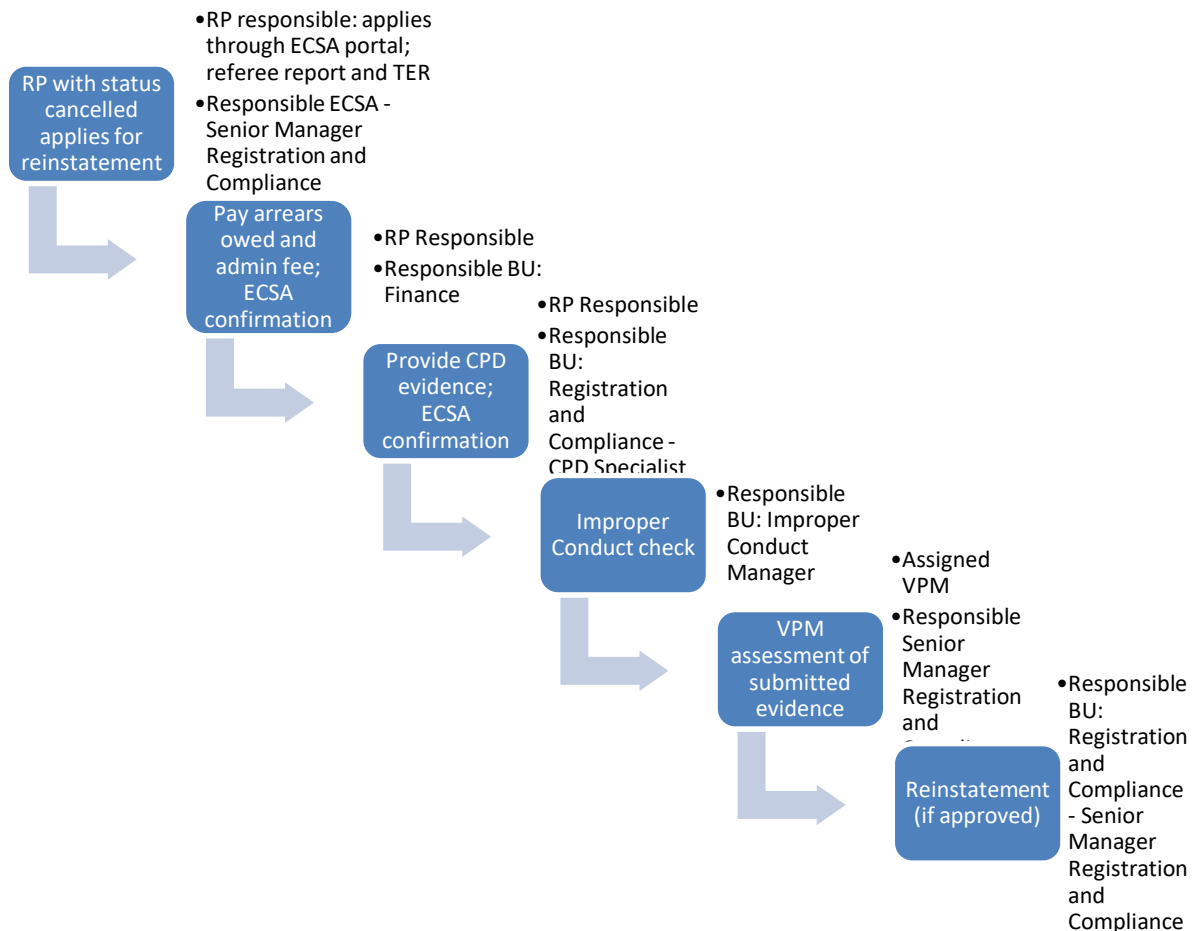 RP with status
cancelled
applies for
reinstatement
•RP responsible: applies
through ECSA portal;
referee report and TER
•Responsible ECSA -
Senior Manager
Registration and
Compliance
Pay arrears
owed and
admin fee;
ECSA
confirmation
•RP Responsible
•Responsible BU:
Finance
Provide CPD
evidence;
ECSA
confirmation
•RP Responsible
•Responsible
BU:
Registration
and
Compliance -
CPD Specialist
Improper
Conduct check
•Responsible
BU: Improper
Conduct
Manager
VPM
assessment of
submitted
evidence
•Assigned
VPM
•Responsible
Senior
Manager
Registration
and
Reinstatement
(if approved)
•Responsible
BU:
Registration
and
Compliance
- Senior
Manager
Registration
and
Compliance